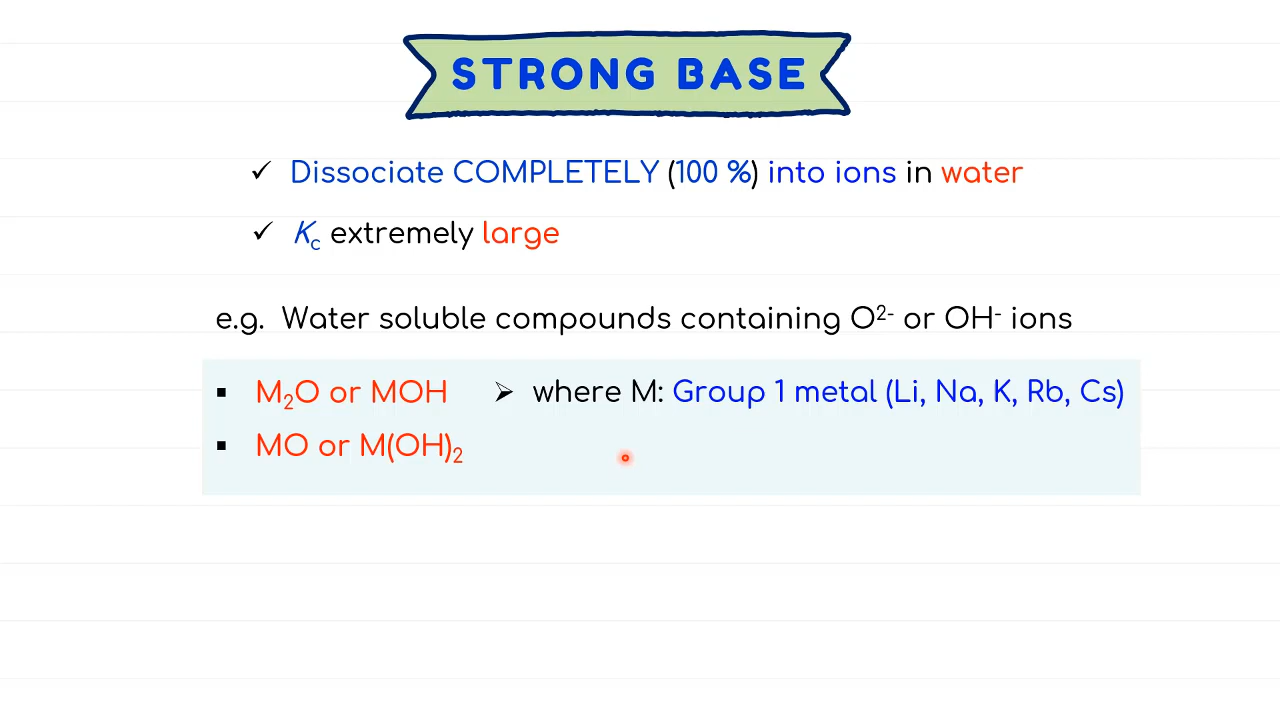 STRONG BASE
✓ Dissociate COMPLETELY (100 %) into ions in water
✓ K꜀ extremely large
e.g. Water soluble compounds containing O²⁻ or OH⁻ ions
▪ M₂O or MOH ➢ where M: Group 1 metal (Li, Na, K, Rb, Cs)
▪ MO or M(OH)₂